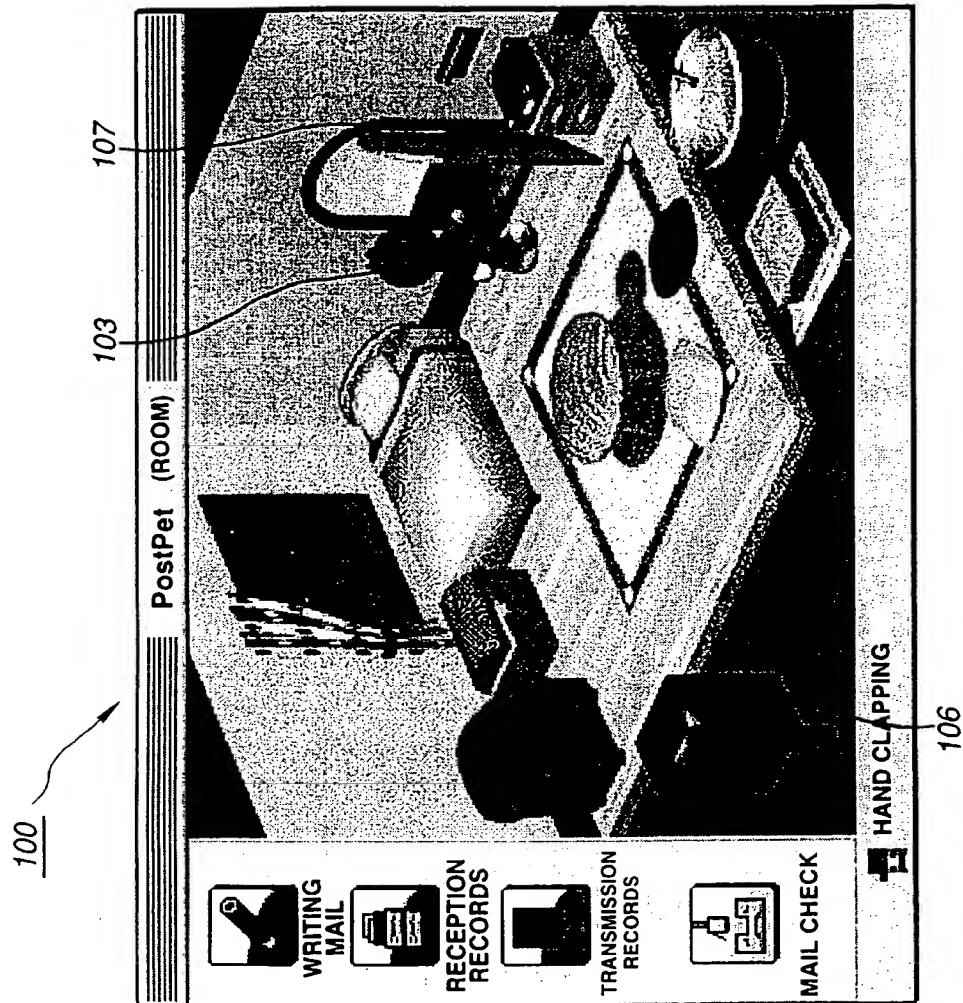 100
PostPet (ROOM)
107
103
WRITING
MAIL
RECEPTION
RECORDS
TRANSMISSION
RECORDS
MAIL CHECK
HAND CLAPPING
106